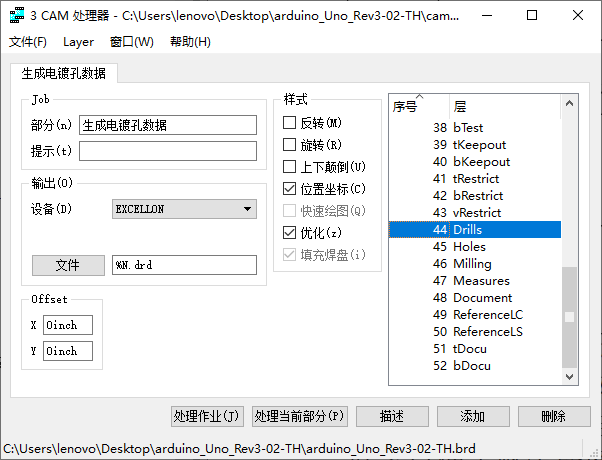 3 CAM 处理器 - C:\Users\lenovo\Desktop\arduino_Uno_Rev3-02-TH\cam...
文件(F) Layer 窗口(W) 帮助(H)
生成电镀孔数据
Job
部分(n) 生成电镀孔数据
提示(t)
输出(O)
设备(D) EXCELLON
文件 %N.drd
Offset
X 0inch
Y 0inch
样式
反转(M)
旋转(R)
上下颠倒(U)
位置坐标(C)
快速绘图(Q)
优化(z)
填充焊盘(i)
序号 层
38 bTest
39 tKeepout
40 bKeepout
41 tRestrict
42 bRestrict
43 vRestrict
44 Drills
45 Holes
46 Milling
47 Measures
48 Document
49 ReferenceLC
50 ReferenceLS
51 tDocu
52 bDocu
处理作业(J) 处理当前部分(P) 描述 添加 删除
C:\Users\lenovo\Desktop\arduino_Uno_Rev3-02-TH\arduino_Uno_Rev3-02-TH.brd